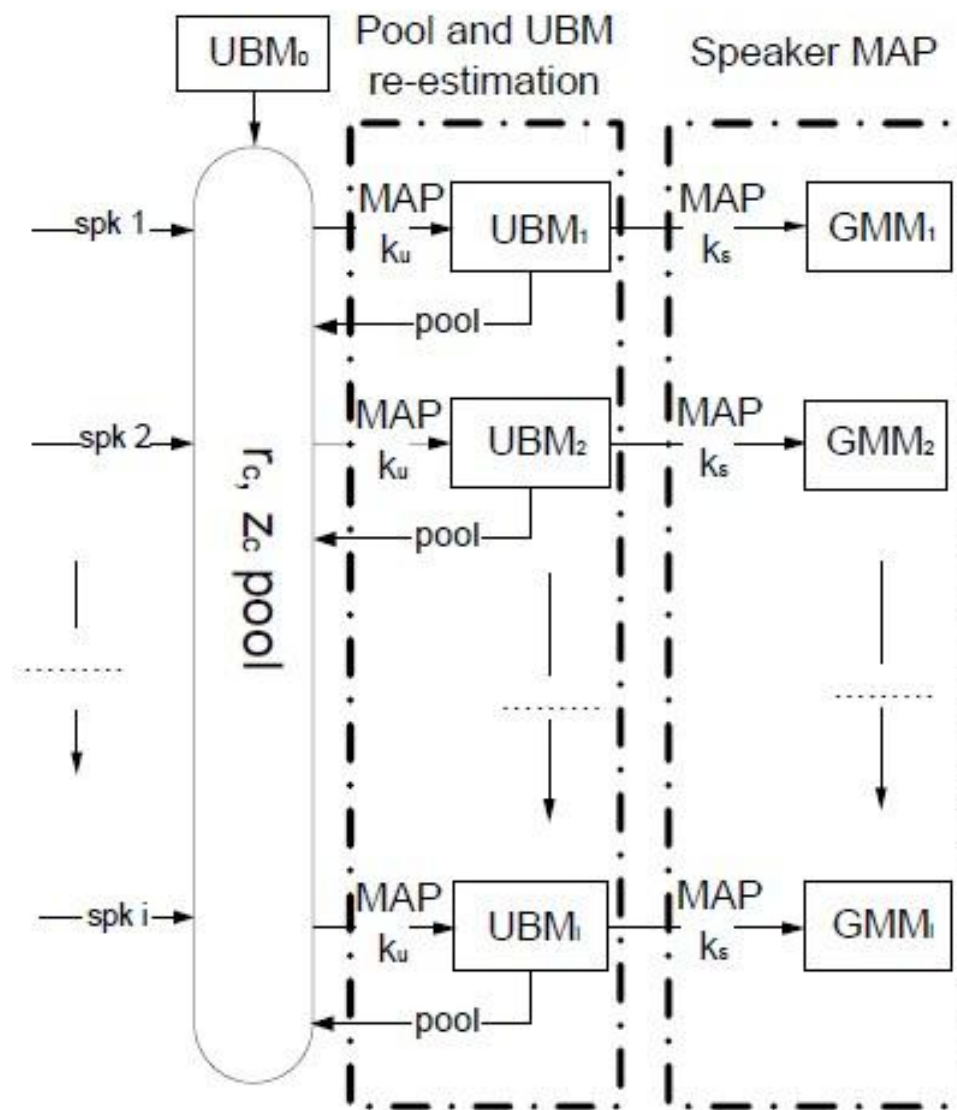 UBM₀
Pool and UBM
re-estimation
Speaker MAP
spk 1
MAP
kᵤ
UBM₁
MAP
kₛ
GMM₁
pool
spk 2
MAP
kᵤ
UBM₂
MAP
kₛ
GMM₂
pool
r꜀, z꜀ pool
spk i
MAP
kᵤ
UBMᵢ
MAP
kₛ
GMMᵢ
pool